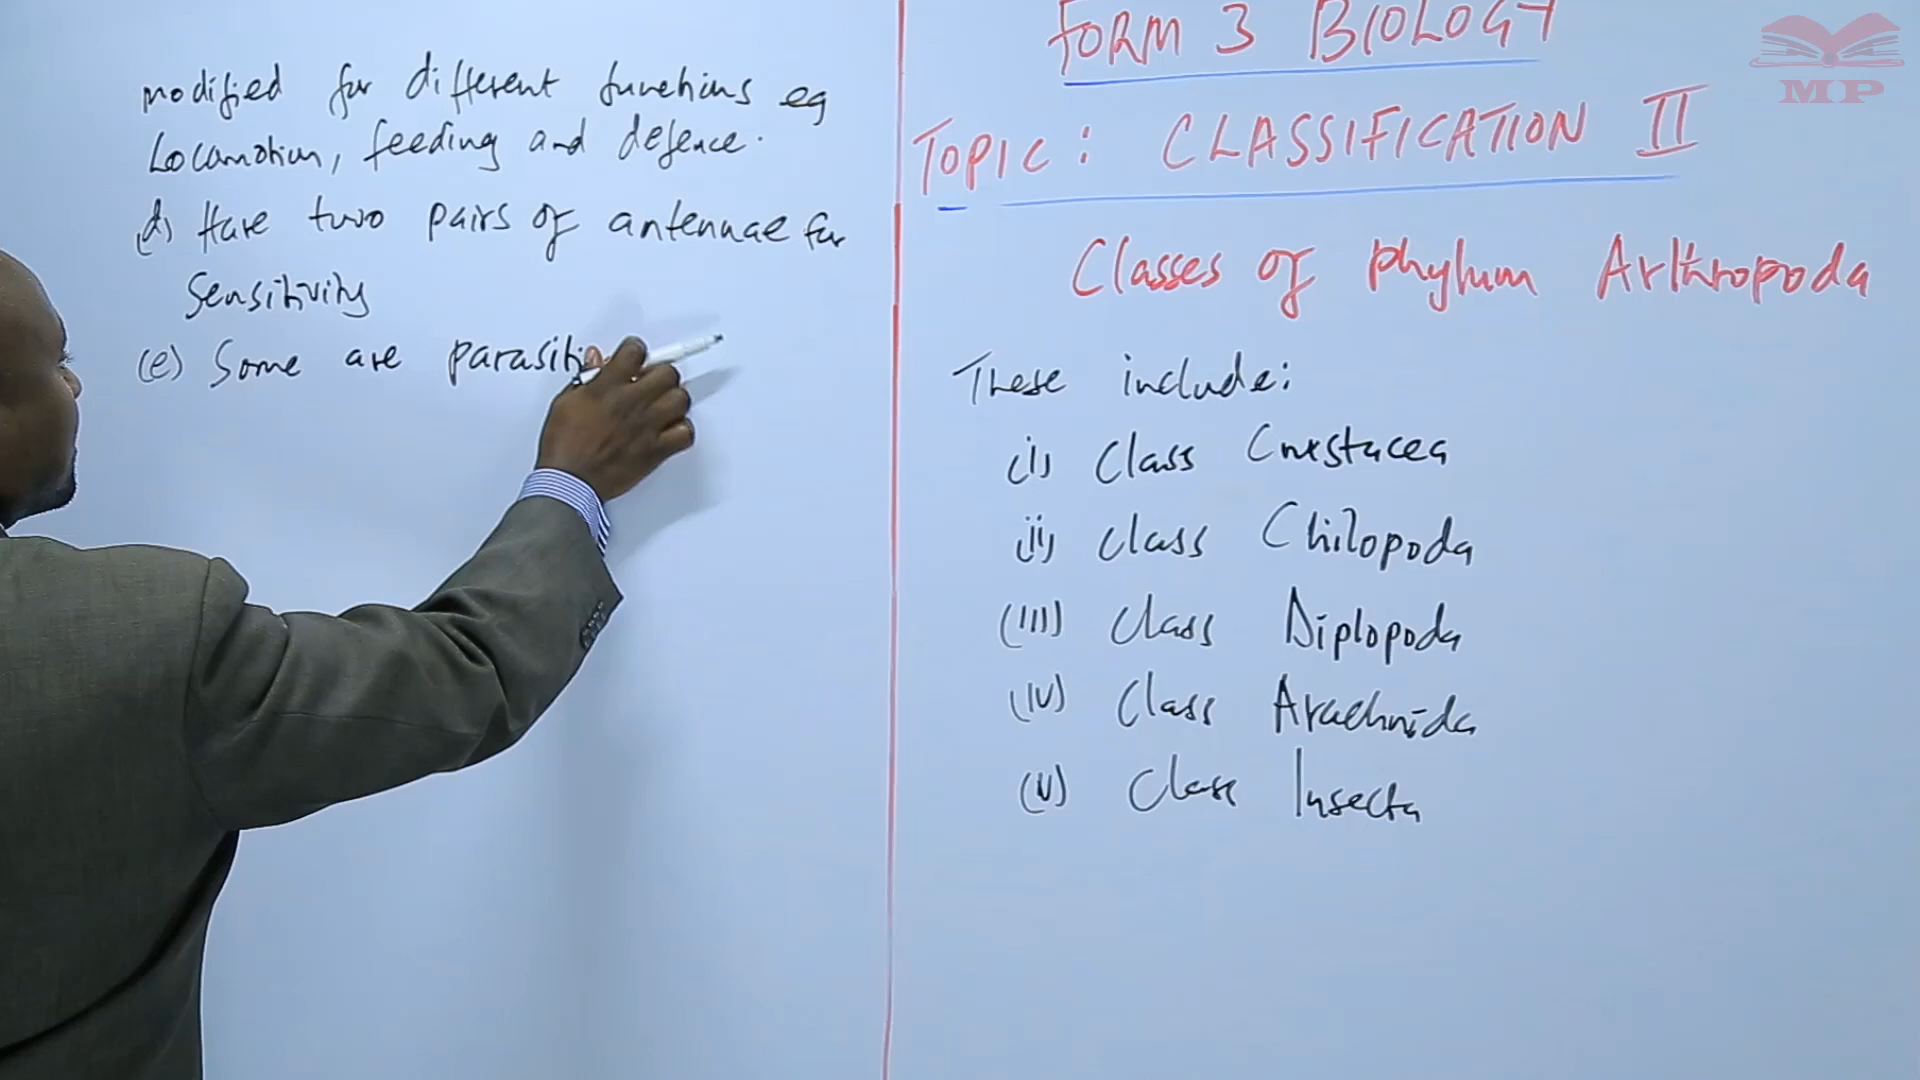 modified for different functions eg
Locomotion, feeding and defence.
(d) Have two pairs of antennae for
Sensitivity
(e) Some are parasiti
FORM 3 BIOLOGY
TOPIC: CLASSIFICATION II
Classes of phylum Arthropoda
These include:
(i) Class Crustacea
(ii) Class Chilopoda
(III) Class Diplopoda
(IV) Class Arachnida
(V) Class Insecta
MP